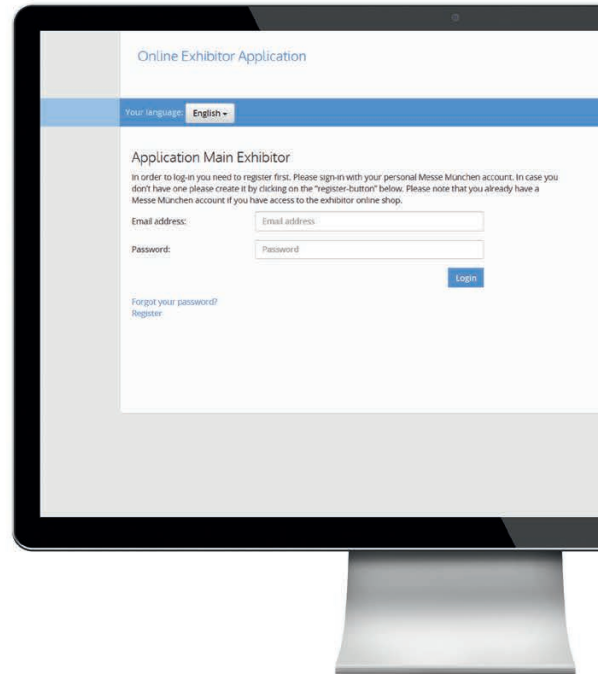 Online Exhibitor Application
Your language: English
Application Main Exhibitor
In order to log-in you need to register first. Please sign-in with your personal Messe München account. In case you
don't have one please create it by clicking on the "register-button" below. Please note that you already have a
Messe München account if you have access to the exhibitor online shop.
Email address: Email address
Password: Password
Login
Forgot your password?
Register